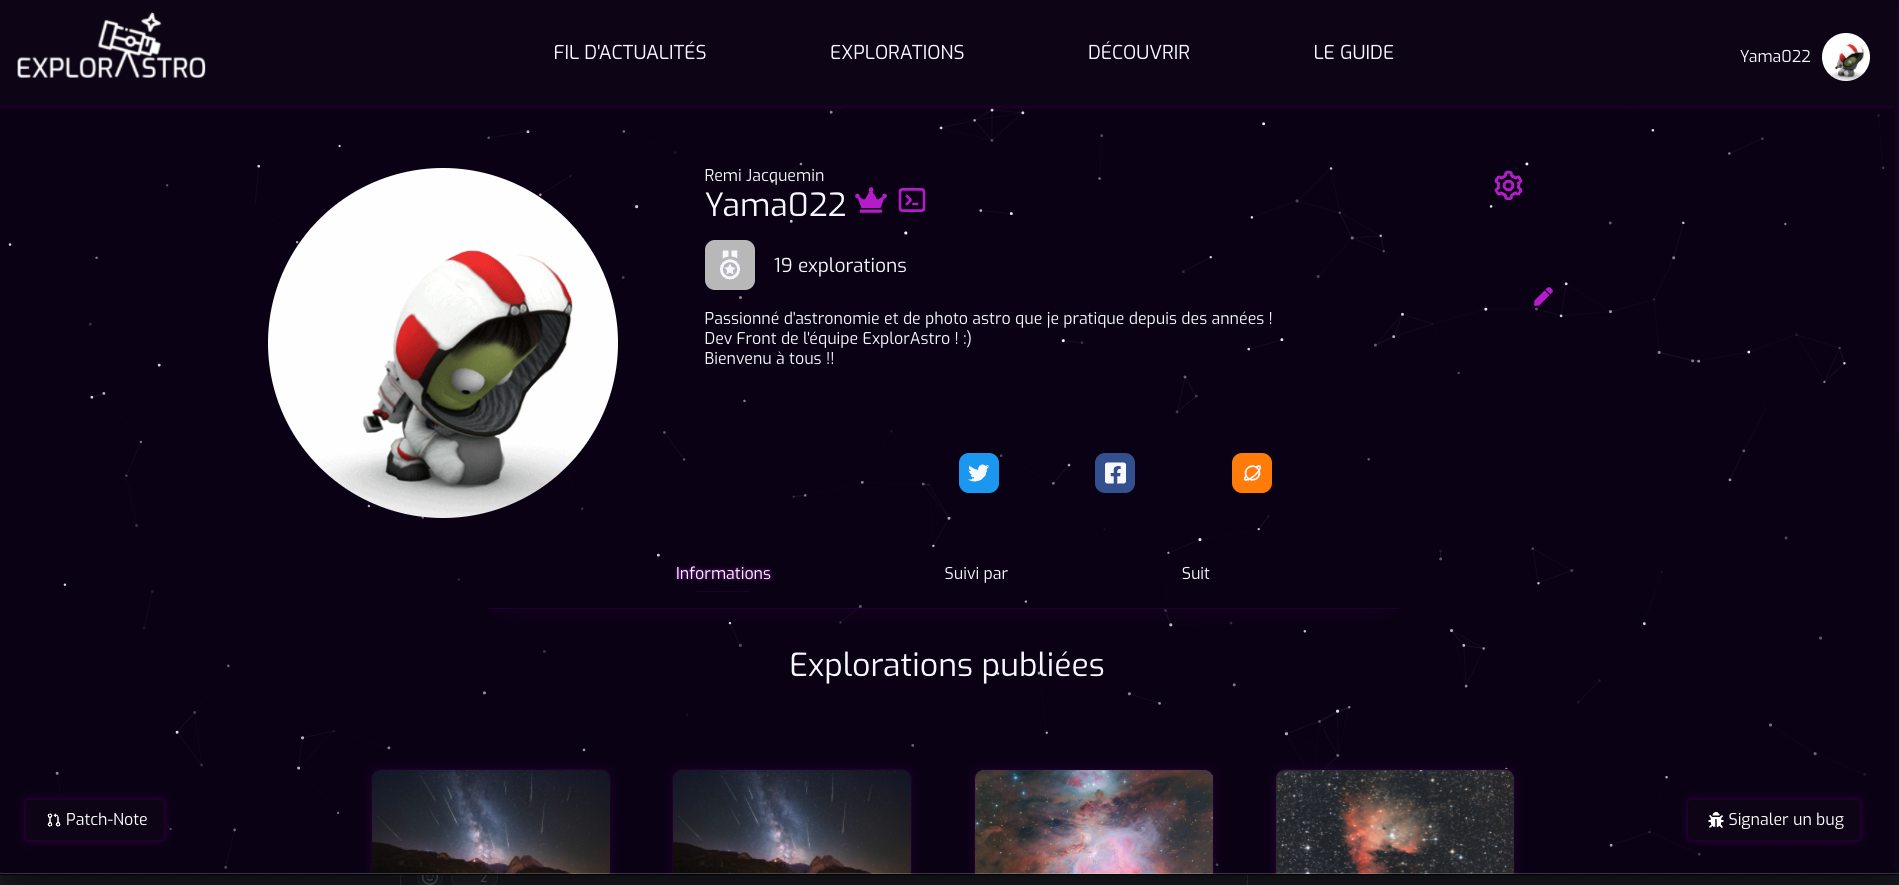 EXPLORASTRO
FIL D'ACTUALITÉS
EXPLORATIONS
DÉCOUVRIR
LE GUIDE
Yama022
Remi Jacquemin
Yama022
19 explorations
Passionné d'astronomie et de photo astro que je pratique depuis des années !
Dev Front de l'équipe ExplorAstro ! :)
Bienvenu à tous !!
Informations
Suivi par
Suit
Explorations publiées
Patch-Note
Signaler un bug
2